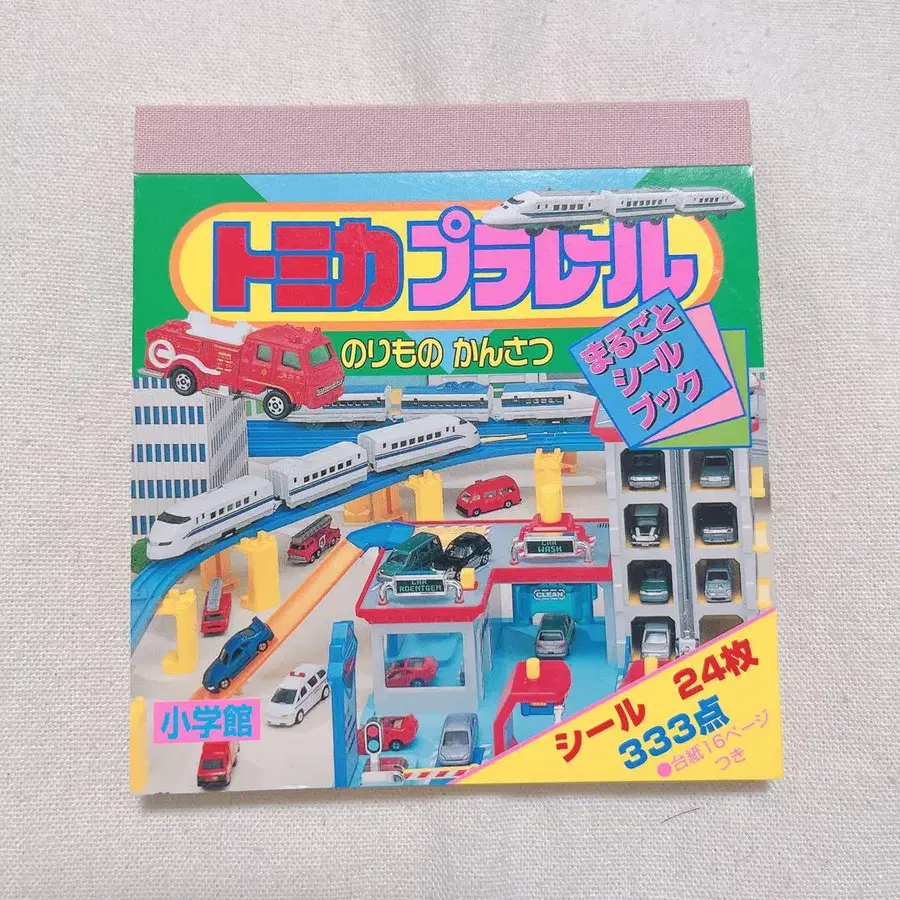 トミカプラレール
のりもの かんさつ
まるごと
シール
ブック
CAR
WASH
CAR
ROENTGEN
CLEAN
シール 24枚
333点
●台紙16ページ
つき
小学館